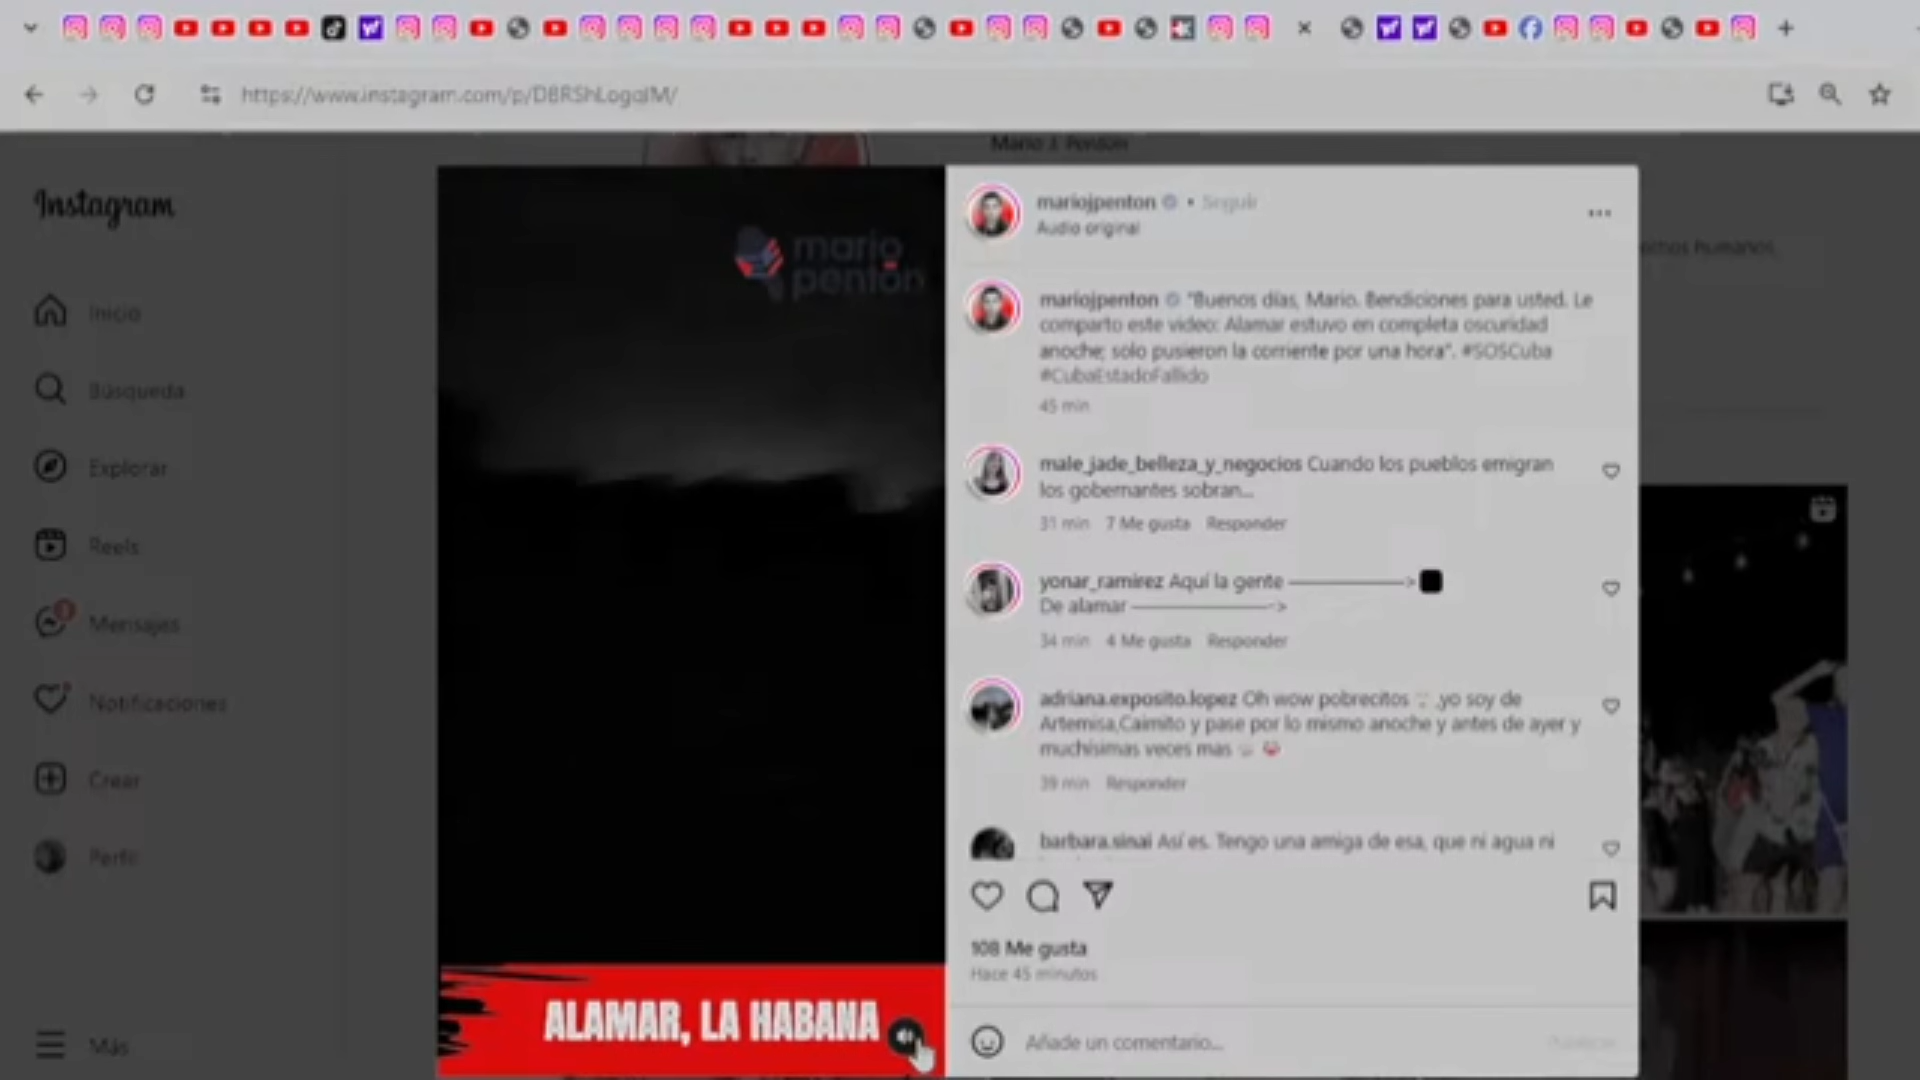 https://www.instagram.com/p/DBRShLogqJM/
Mario J. Pentón
Instagram
Inicio
Búsqueda
Explorar
Reels
Mensajes
Notificaciones
Crear
Perfil
Más
mario
pentón
ALAMAR, LA HABANA
mariojpenton • Seguir
Audio original
mariojpenton "Buenos días, Mario. Bendiciones para usted. Le
comparto este video: Alamar estuvo en completa oscuridad
anoche; solo pusieron la corriente por una hora". #SOSCuba
#CubaEstadoFallido
45 min
male_jade_belleza_y_negocios Cuando los pueblos emigran
los gobernantes sobran...
31 min 7 Me gusta Responder
yonar_ramirez Aquí la gente —————>
De alamar ——————->
34 min 4 Me gusta Responder
adriana.exposito.lopez Oh wow pobrecitos ,yo soy de
Artemisa,Caimito y pase por lo mismo anoche y antes de ayer y
muchísimas veces mas
39 min Responder
barbara.sinai Así es. Tengo una amiga de esa, que ni agua ni
108 Me gusta
Hace 45 minutos
Añade un comentario...
humanos.